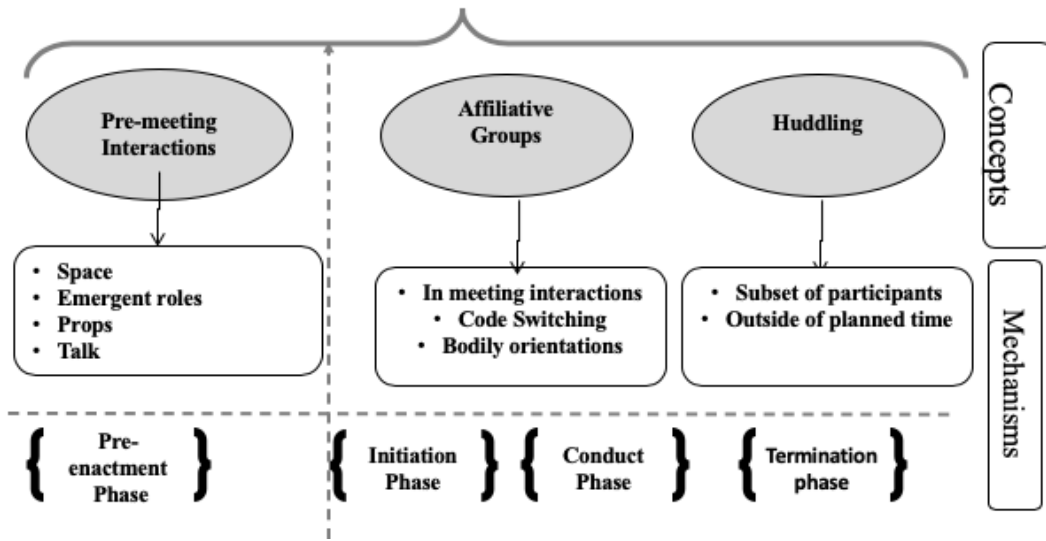 Pre-meeting
Interactions
Affiliative
Groups
Huddling
Concepts
• Space
• Emergent roles
• Props
• Talk
• In meeting interactions
• Code Switching
• Bodily orientations
• Subset of participants
• Outside of planned time
Mechanisms
Pre-
enactment
Phase
Initiation
Phase
Conduct
Phase
Termination
phase